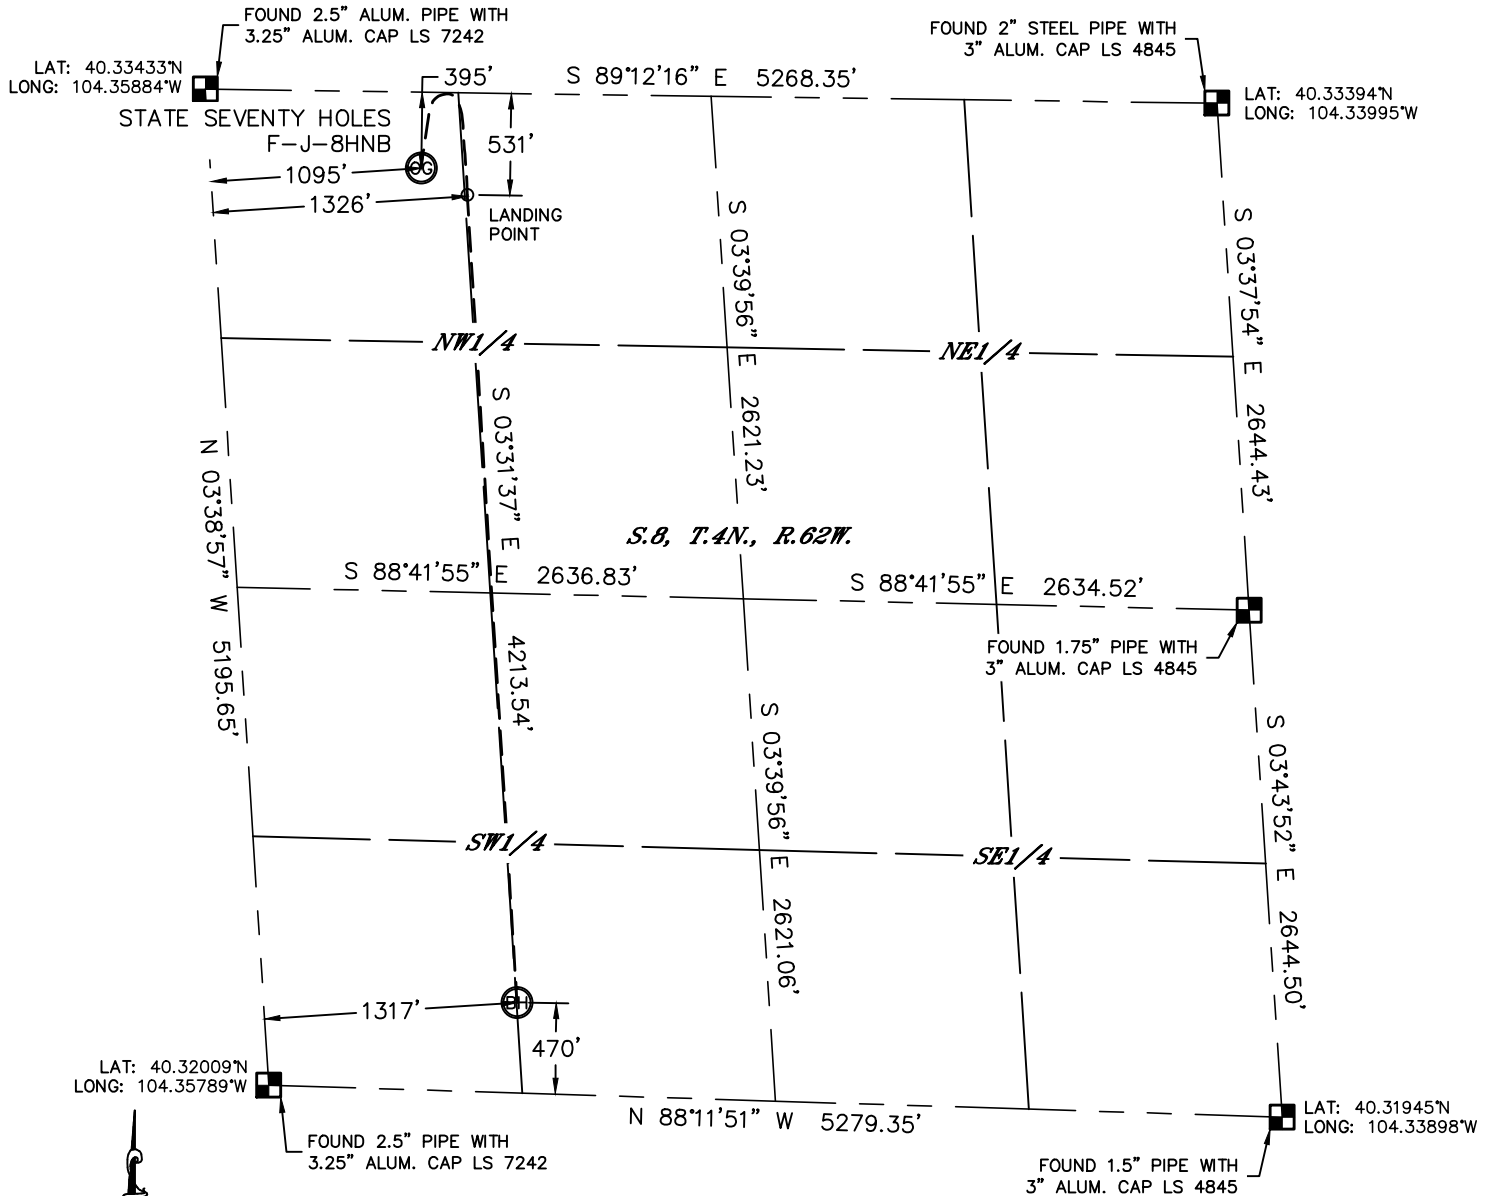 FOUND 2.5” ALUM. PIPE WITH
3.25” ALUM. CAP LS 7242
FOUND 2” STEEL PIPE WITH
3” ALUM. CAP LS 4845
LAT: 40.33433°N
LONG: 104.35884°W
395’
S 89°12’16” E 5268.35’
LAT: 40.33394°N
LONG: 104.33995°W
STATE SEVENTY HOLES
F-J-8HNB
531’
OG
1095’
1326’
LANDING
POINT
S 03°39’56” E 2621.23’
S 03°37’54” E 2644.43’
NW1/4
NE1/4
S 03°31’37” E 4213.54’
N 03°38’57” W 5195.65’
S.8, T.4N., R.62W.
S 88°41’55” E 2636.83’
S 88°41’55” E 2634.52’
FOUND 1.75” PIPE WITH
3” ALUM. CAP LS 4845
S 03°39’56” E 2621.06’
S 03°43’52” E 2644.50’
SW1/4
SE1/4
BH
1317’
470’
LAT: 40.32009°N
LONG: 104.35789°W
N 88°11’51” W 5279.35’
LAT: 40.31945°N
LONG: 104.33898°W
FOUND 2.5” PIPE WITH
3.25” ALUM. CAP LS 7242
FOUND 1.5” PIPE WITH
3” ALUM. CAP LS 4845